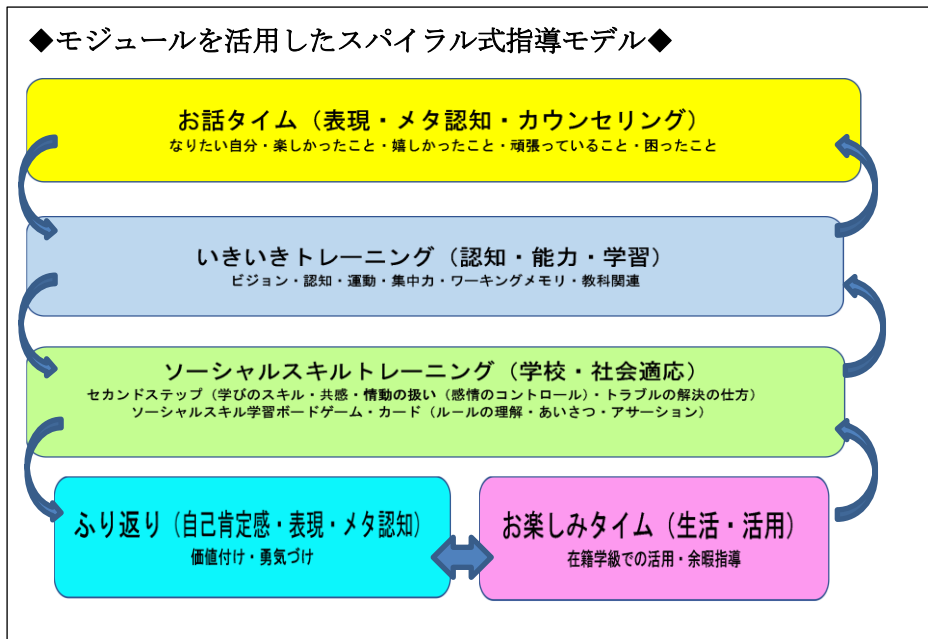 ◆モジュールを活用したスパイラル式指導モデル◆
お話タイム（表現・メタ認知・カウンセリング）
なりたい自分・楽しかったこと・嬉しかったこと・頑張っていること・困ったこと
いきいきトレーニング（認知・能力・学習）
ビジョン・認知・運動・集中力・ワーキングメモリ・教科関連
ソーシャルスキルトレーニング（学校・社会適応）
セカンドステップ（学びのスキル・共感・情動の扱い（感情のコントロール）・トラブルの解決の仕方）
ソーシャルスキル学習ボードゲーム・カード（ルールの理解・あいさつ・アサーション）
ふり返り（自己肯定感・表現・メタ認知）
価値付け・勇気づけ
お楽しみタイム（生活・活用）
在籍学級での活用・余暇指導